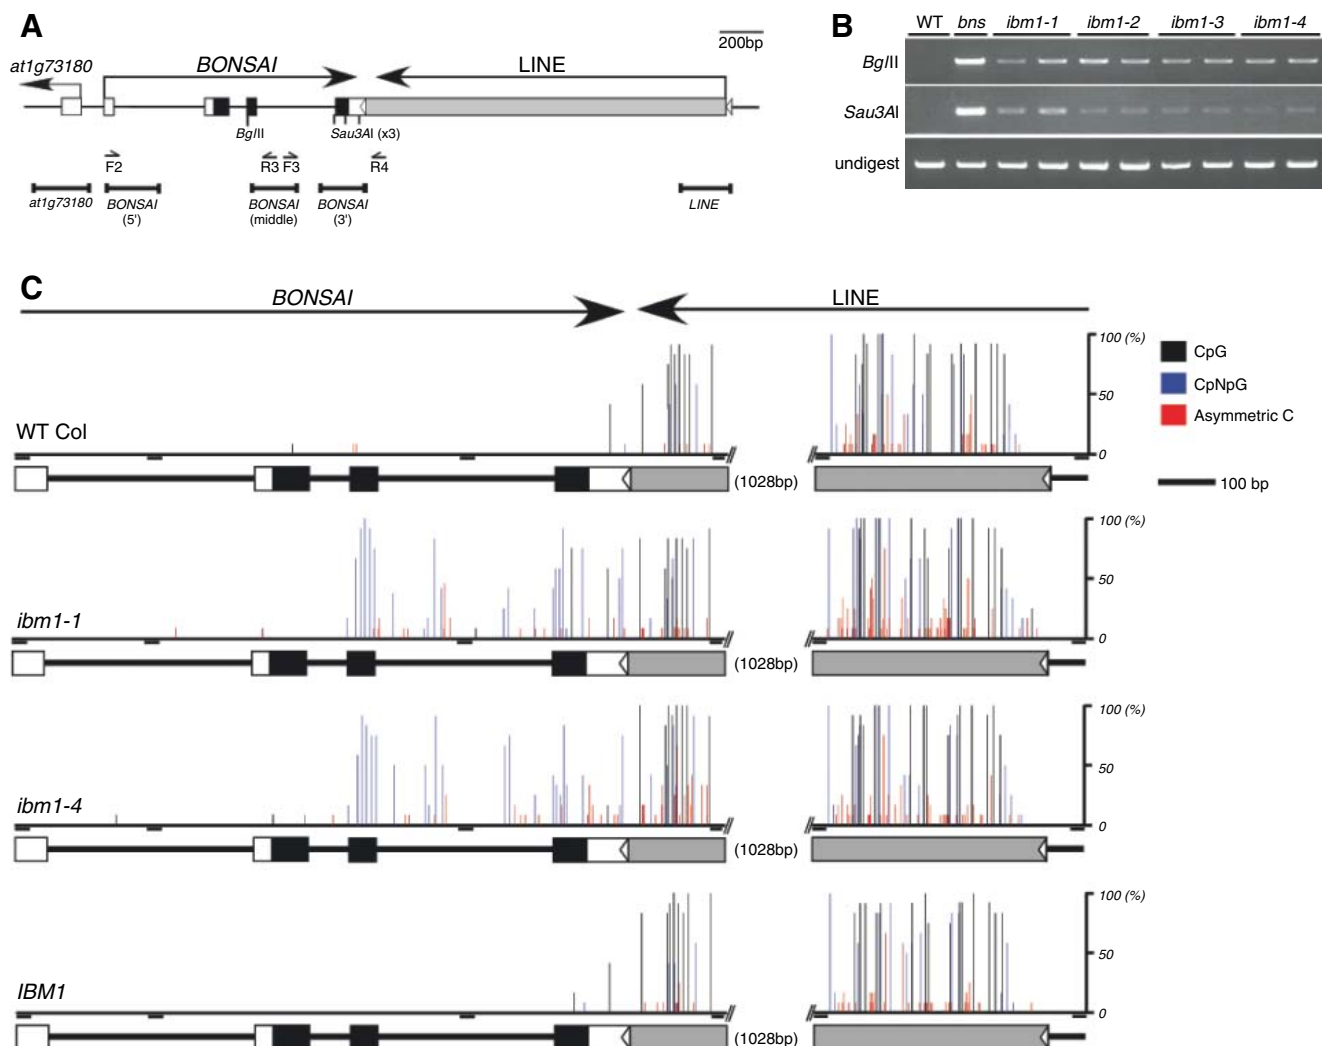 A
200bp
at1g73180
BONSAI
LINE
BglII
Sau3AI (x3)
F2
R3 F3
R4
at1g73180
BONSAI
(5')
BONSAI
(middle)
BONSAI
(3')
LINE
B
WT bns ibm1-1 ibm1-2 ibm1-3 ibm1-4
BglII
Sau3AI
undigest
C
BONSAI
LINE
WT Col
100 (%)
50
0
(1028bp)
CpG
CpNpG
Asymmetric C
100 bp
ibm1-1
100 (%)
50
0
(1028bp)
ibm1-4
100 (%)
50
0
(1028bp)
IBM1
100 (%)
50
0
(1028bp)